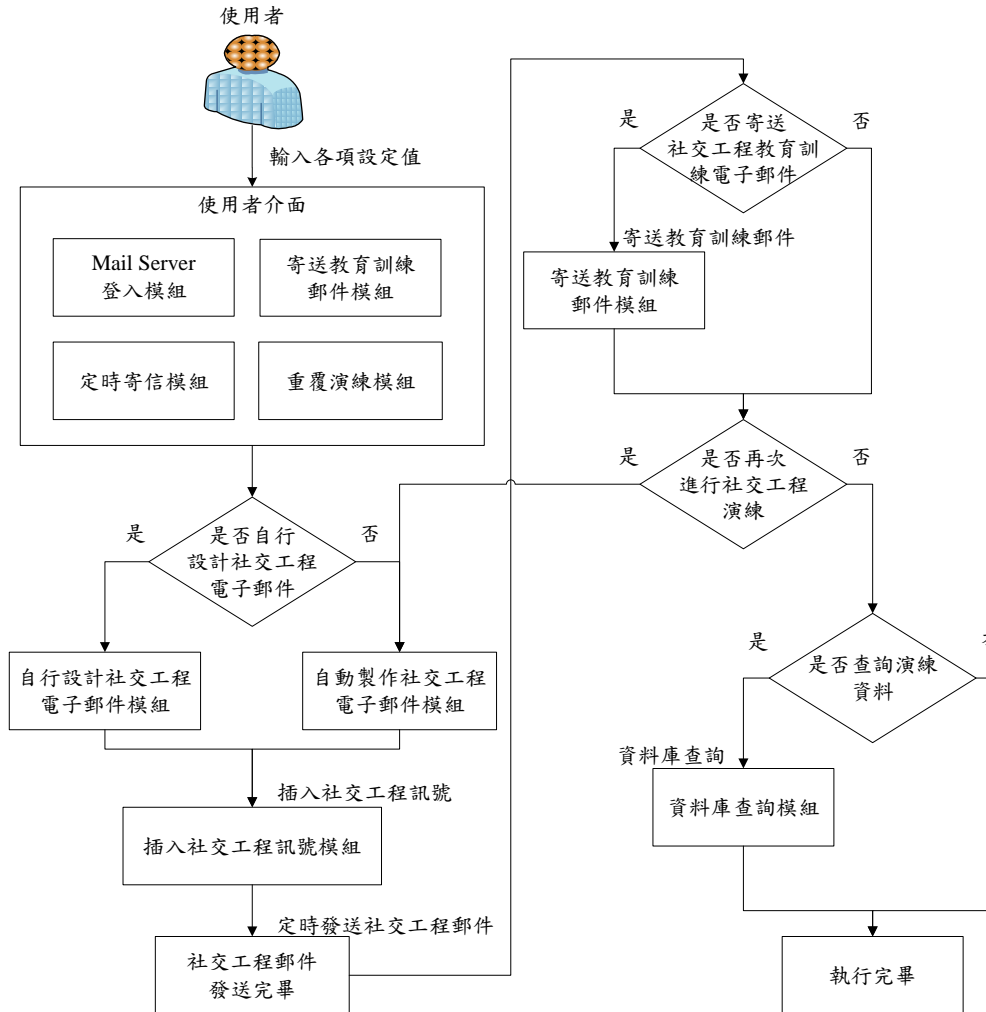 使用者
輸入各項設定值
使用者介面
Mail Server
登入模組
寄送教育訓練
郵件模組
定時寄信模組
重覆演練模組
是
是否自行
設計社交工程
電子郵件
否
自行設計社交工程
電子郵件模組
自動製作社交工程
電子郵件模組
插入社交工程訊號
插入社交工程訊號模組
定時發送社交工程郵件
社交工程郵件
發送完畢
是
是否寄送
社交工程教育訓
練電子郵件
否
寄送教育訓練郵件
寄送教育訓練
郵件模組
是
是否再次
進行社交工程
演練
否
是
是否查詢演練
資料
資料庫查詢
資料庫查詢模組
執行完畢